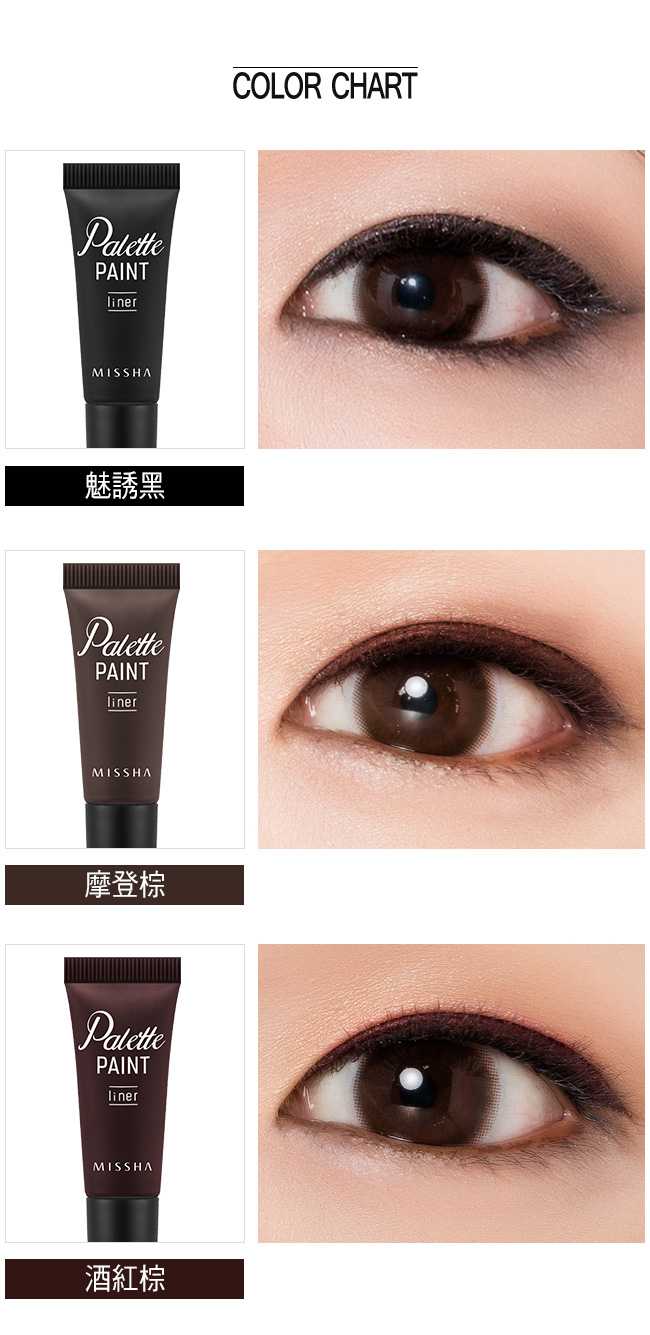 COLOR CHART
Palette
PAINT
liner
MISSHA
魅誘黑
Palette
PAINT
liner
MISSHA
摩登棕
Palette
PAINT
liner
MISSHA
酒紅棕